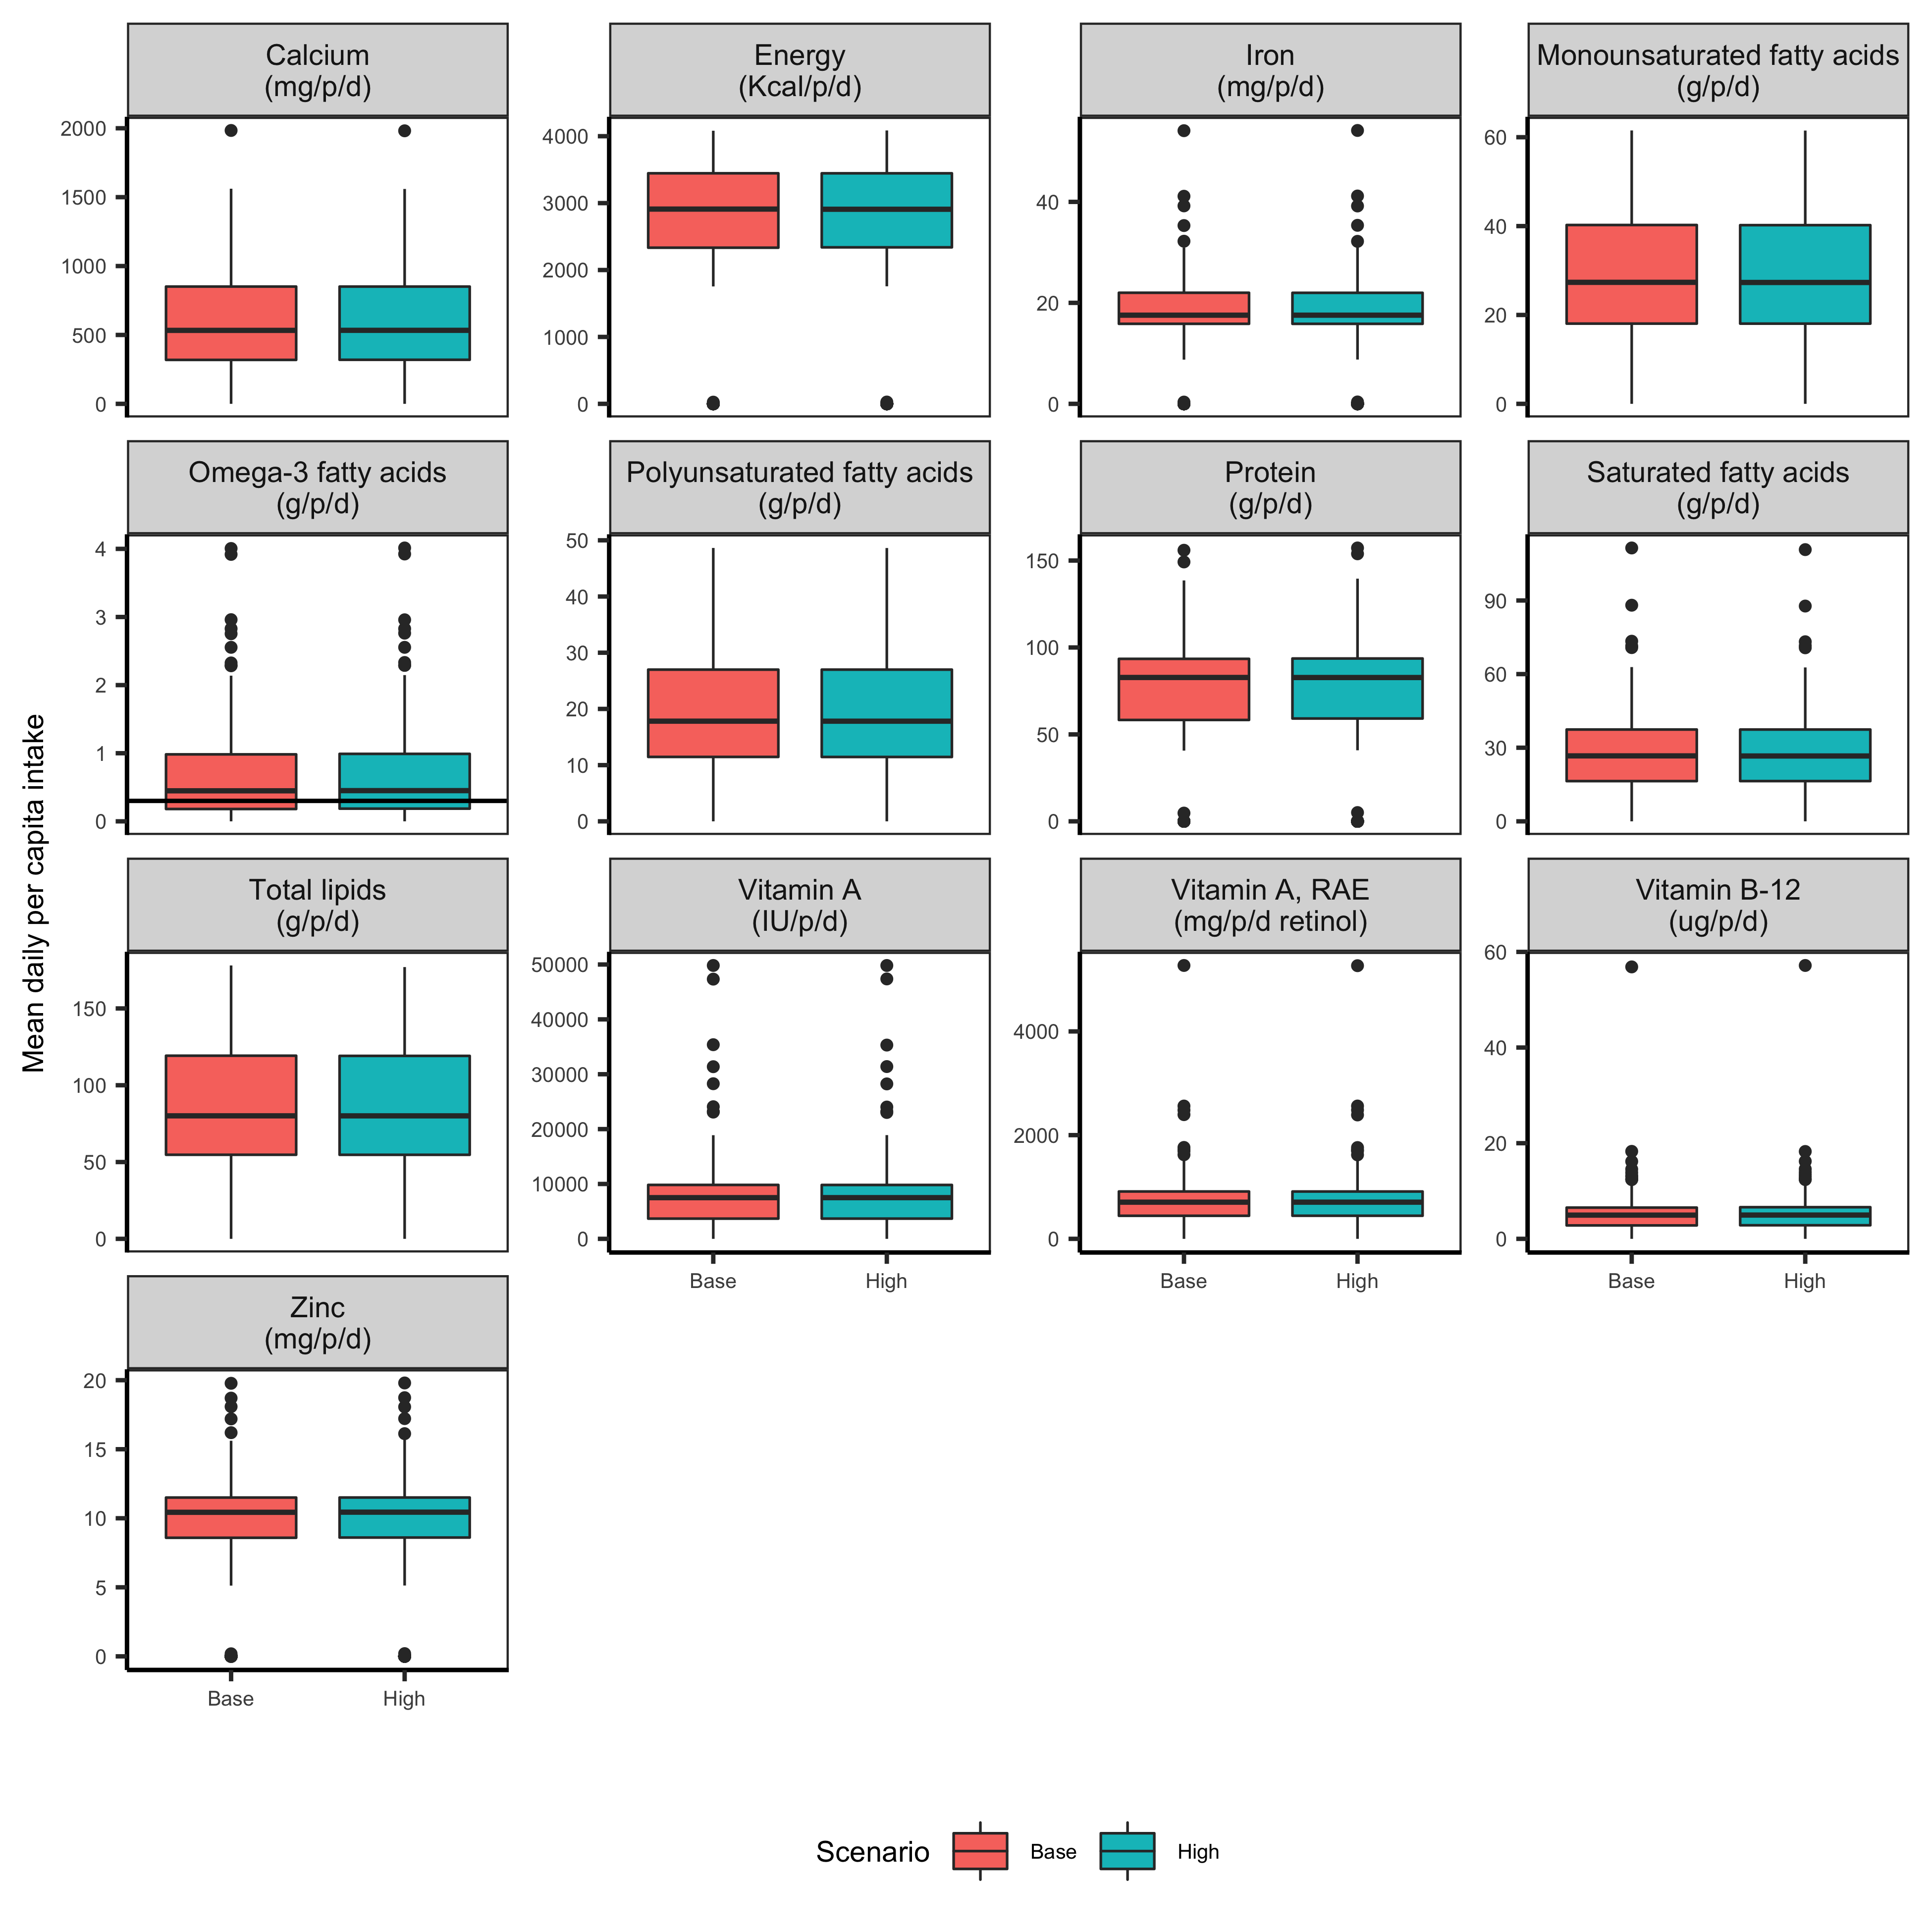 Calcium
(mg/p/d)
Energy
(Kcal/p/d)
Iron
(mg/p/d)
Monounsaturated fatty acids
(g/p/d)
2000
1500
1000
500
0
4000
3000
2000
1000
0
40
20
0
60
40
20
0
Omega-3 fatty acids
(g/p/d)
Polyunsaturated fatty acids
(g/p/d)
Protein
(g/p/d)
Saturated fatty acids
(g/p/d)
4
3
2
1
0
50
40
30
20
10
0
150
100
50
0
90
60
30
0
Mean daily per capita intake
Total lipids
(g/p/d)
Vitamin A
(IU/p/d)
Vitamin A, RAE
(mg/p/d retinol)
Vitamin B-12
(ug/p/d)
150
100
50
0
50000
40000
30000
20000
10000
0
4000
2000
0
60
40
20
0
Base High
Base High
Base High
Zinc
(mg/p/d)
20
15
10
5
0
Base High
Scenario Base High